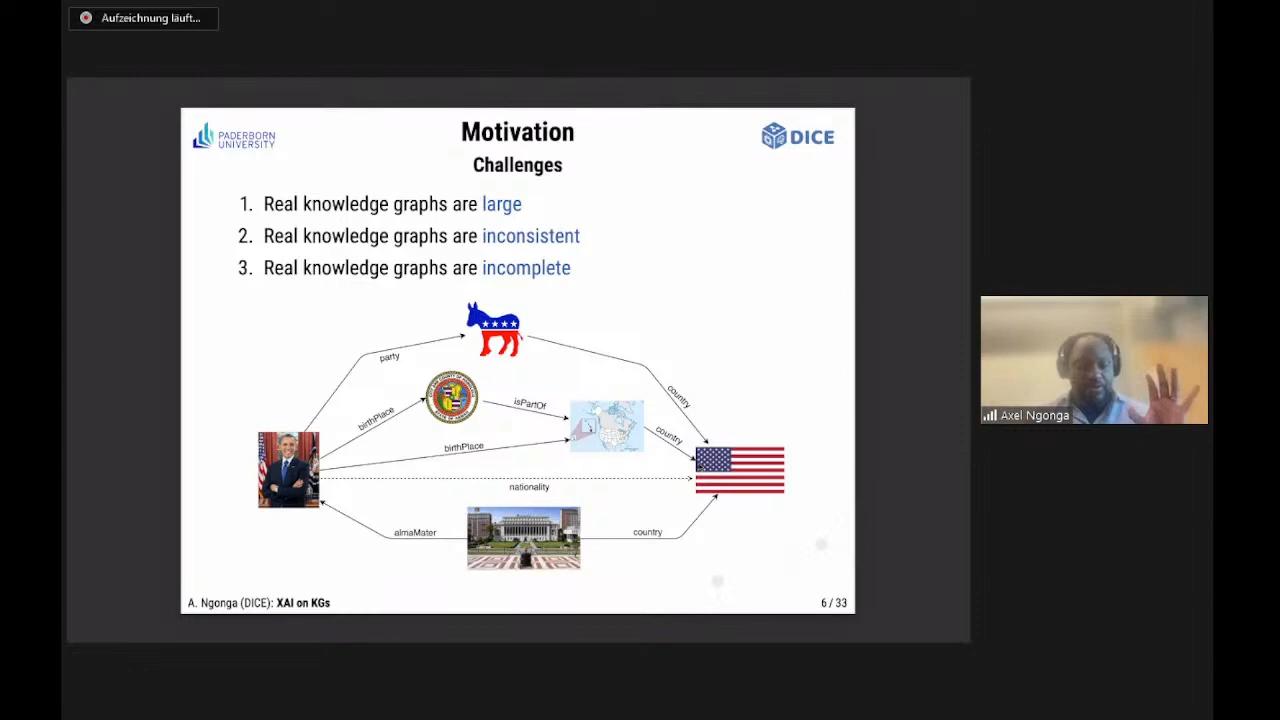 Aufzeichnung läuft...
PADERBORN
UNIVERSITY
Motivation
DICE
Challenges
1. Real knowledge graphs are large
2. Real knowledge graphs are inconsistent
3. Real knowledge graphs are incomplete
party
country
birthPlace
isPartOf
country
birthPlace
nationality
almaMater
country
Axel Ngonga
A. Ngonga (DICE): XAI on KGs
6 / 33